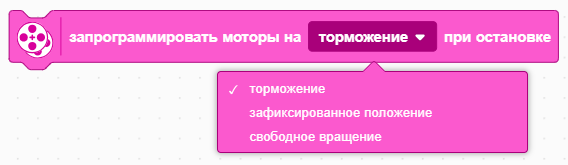 запрограммировать моторы на торможение при остановке
торможение
зафиксированное положение
свободное вращение